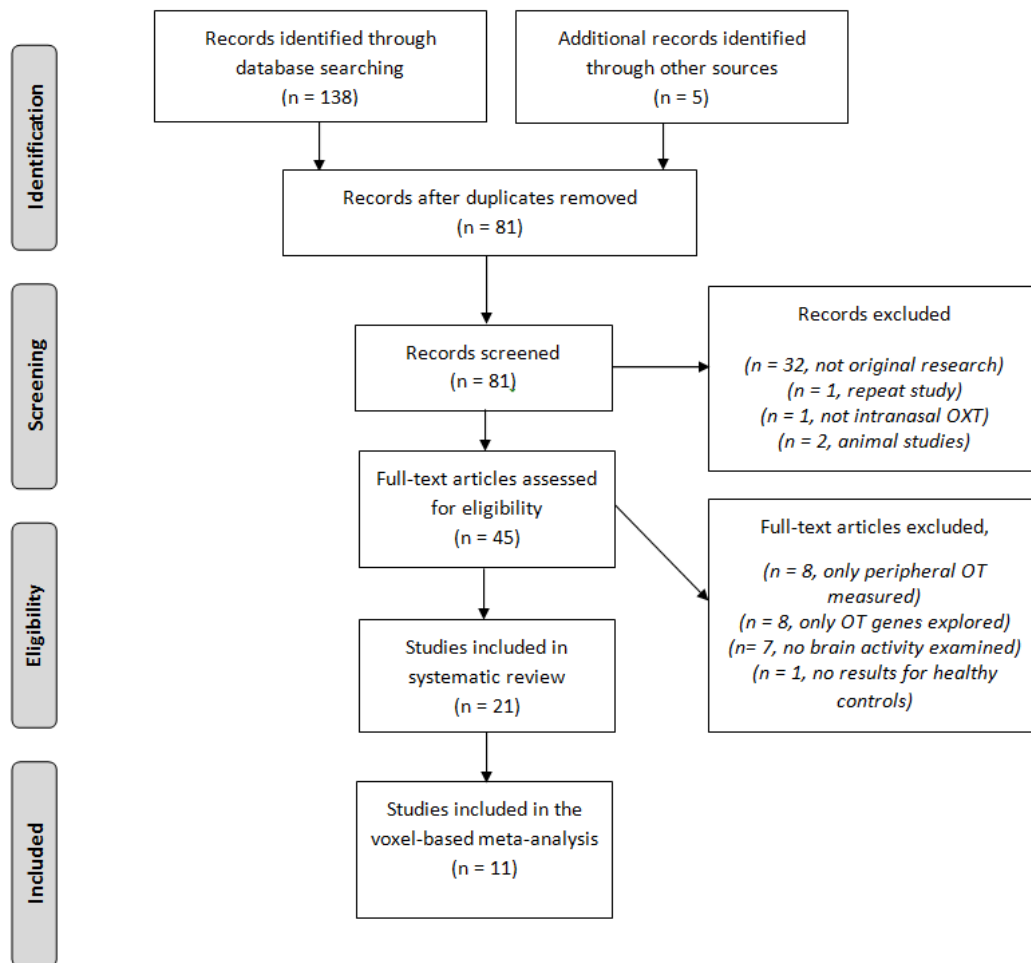 Identification
Records identified through
database searching
(n = 138)
Additional records identified
through other sources
(n = 5)
Records after duplicates removed
(n = 81)
Screening
Records screened
(n = 81)
Records excluded
(n = 32, not original research)
(n = 1, repeat study)
(n = 1, not intranasal OXT)
(n = 2, animal studies)
Eligibility
Full-text articles assessed
for eligibility
(n = 45)
Full-text articles excluded,
(n = 8, only peripheral OT
measured)
(n = 8, only OT genes explored)
(n= 7, no brain activity examined)
(n = 1, no results for healthy
controls)
Studies included in
systematic review
(n = 21)
Included
Studies included in the
voxel-based meta-analysis
(n = 11)